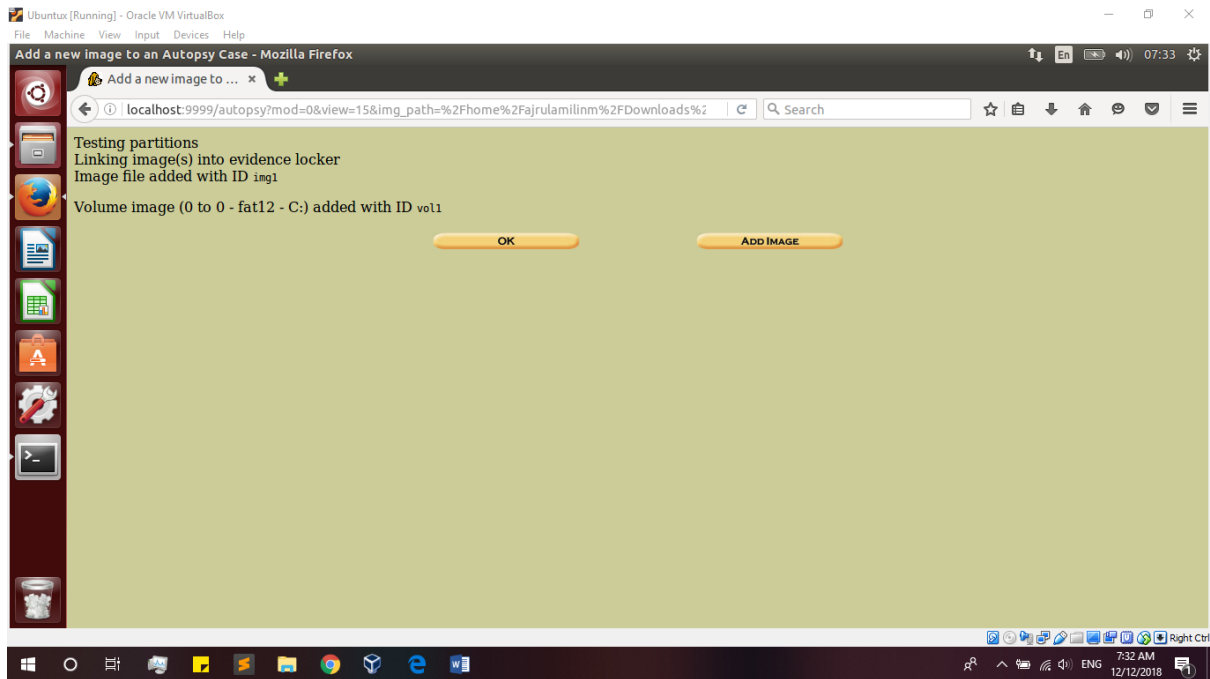 Ubuntux [Running] - Oracle VM VirtualBox
File Machine View Input Devices Help
Add a new image to an Autopsy Case - Mozilla Firefox
En 07:33
Add a new image to ... ×
localhost:9999/autopsy?mod=0&view=15&img_path=%2Fhome%2Fajrulamilinm%2FDownloads%2
Search
Testing partitions
Linking image(s) into evidence locker
Image file added with ID img1
Volume image (0 to 0 - fat12 - C:) added with ID vol1
OK ADD IMAGE
Right Ctrl
ENG 7:32 AM
12/12/2018